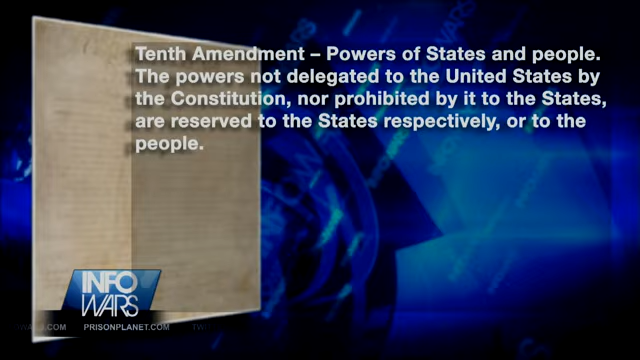 Tenth Amendment – Powers of States and people.
The powers not delegated to the United States by
the Constitution, nor prohibited by it to the States,
are reserved to the States respectively, or to the
people.
INFO
WARS
.COM PRISONPLANET.COM TW